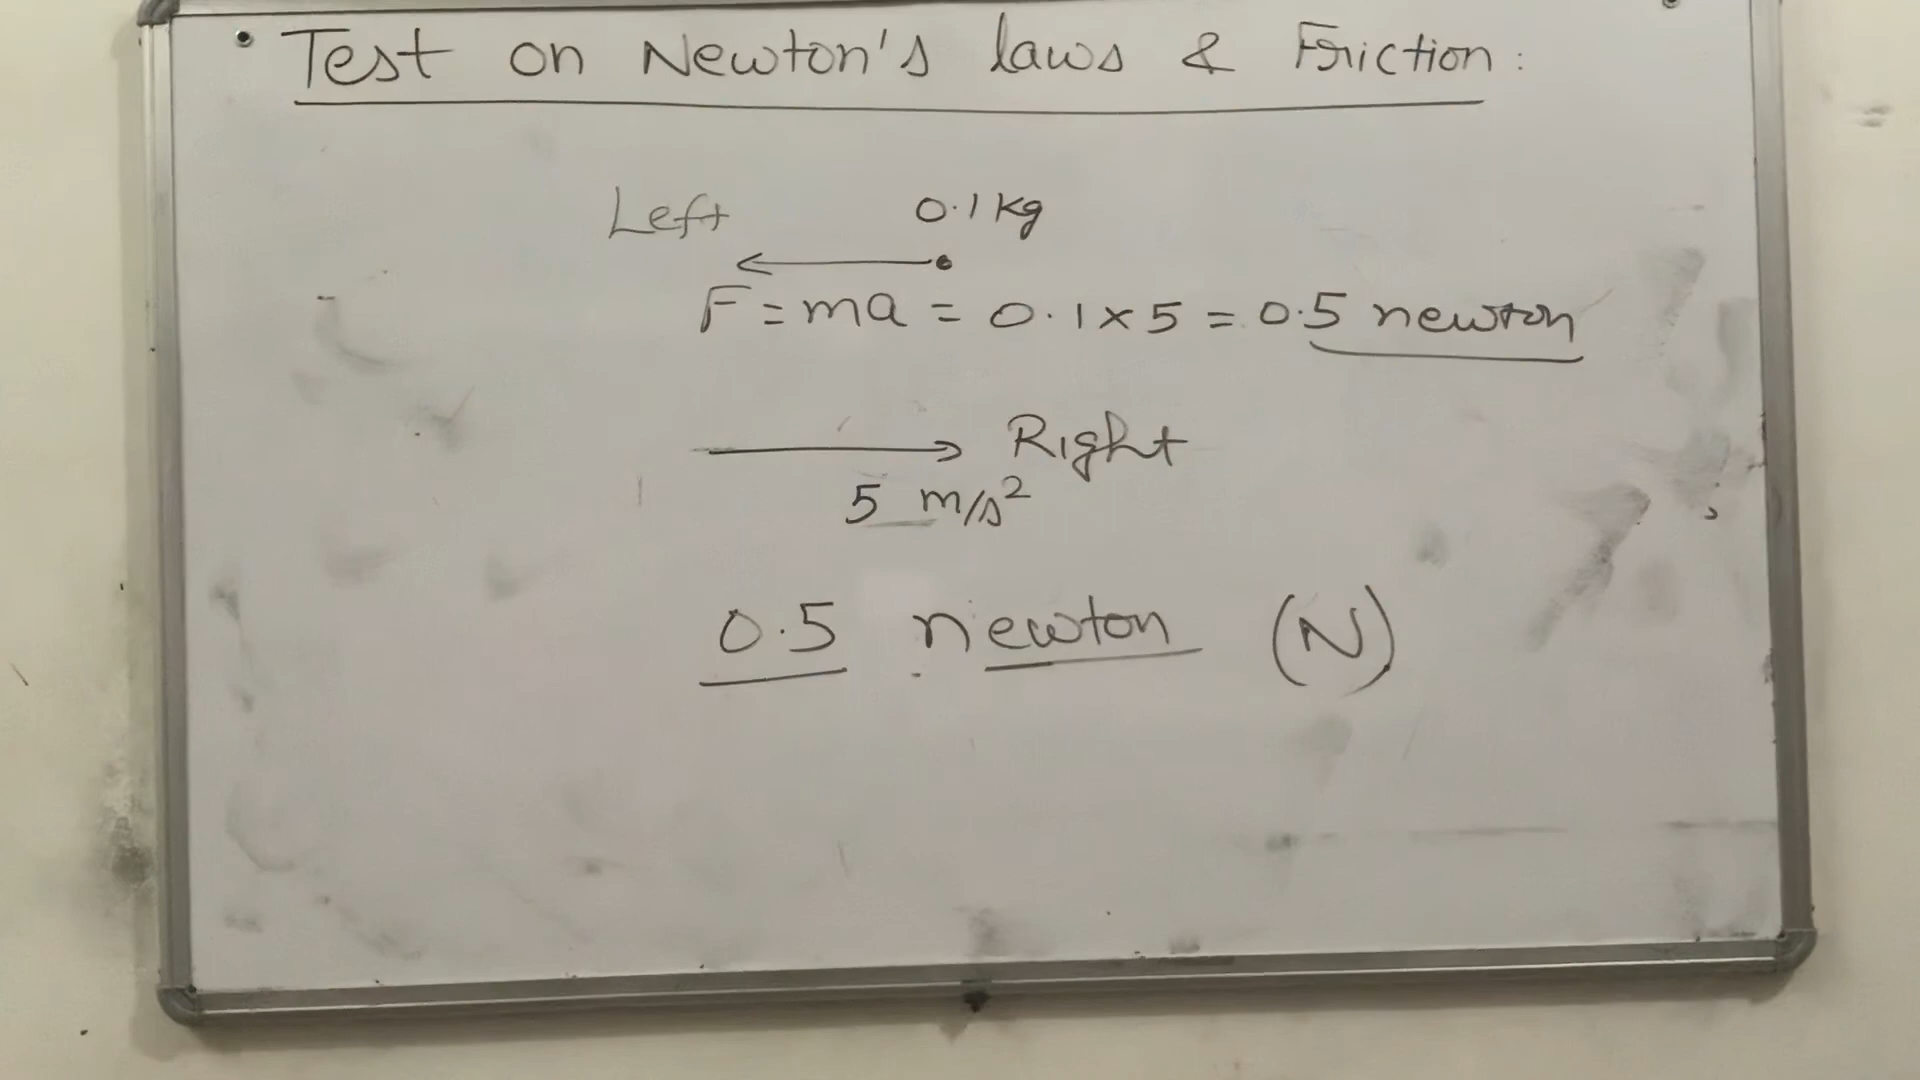 • Test on Newton's laws & Friction :
Left 0.1 kg
F = ma = 0.1 x 5 = 0.5 newton
Right
5 m/s²
0.5 newton (N)